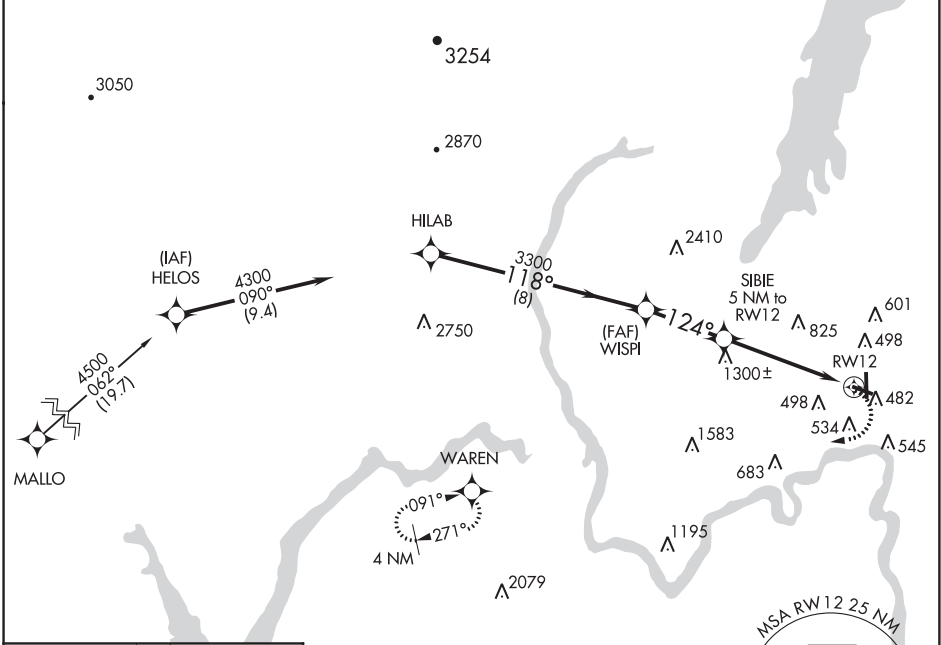 3254
3050
2870
HILAB
(IAF)
HELOS
4300
090°
(9.4)
3300
118°
(8)
2410
SIBIE
5 NM to
RW12
2750
(FAF)
WISPI
124°
825
601
498
RW12
1300±
4500
062°
(19.7)
498
482
534
545
MALLO
1583
683
WAREN
091°
271°
4 NM
1195
2079
MSA RW12 25 NM